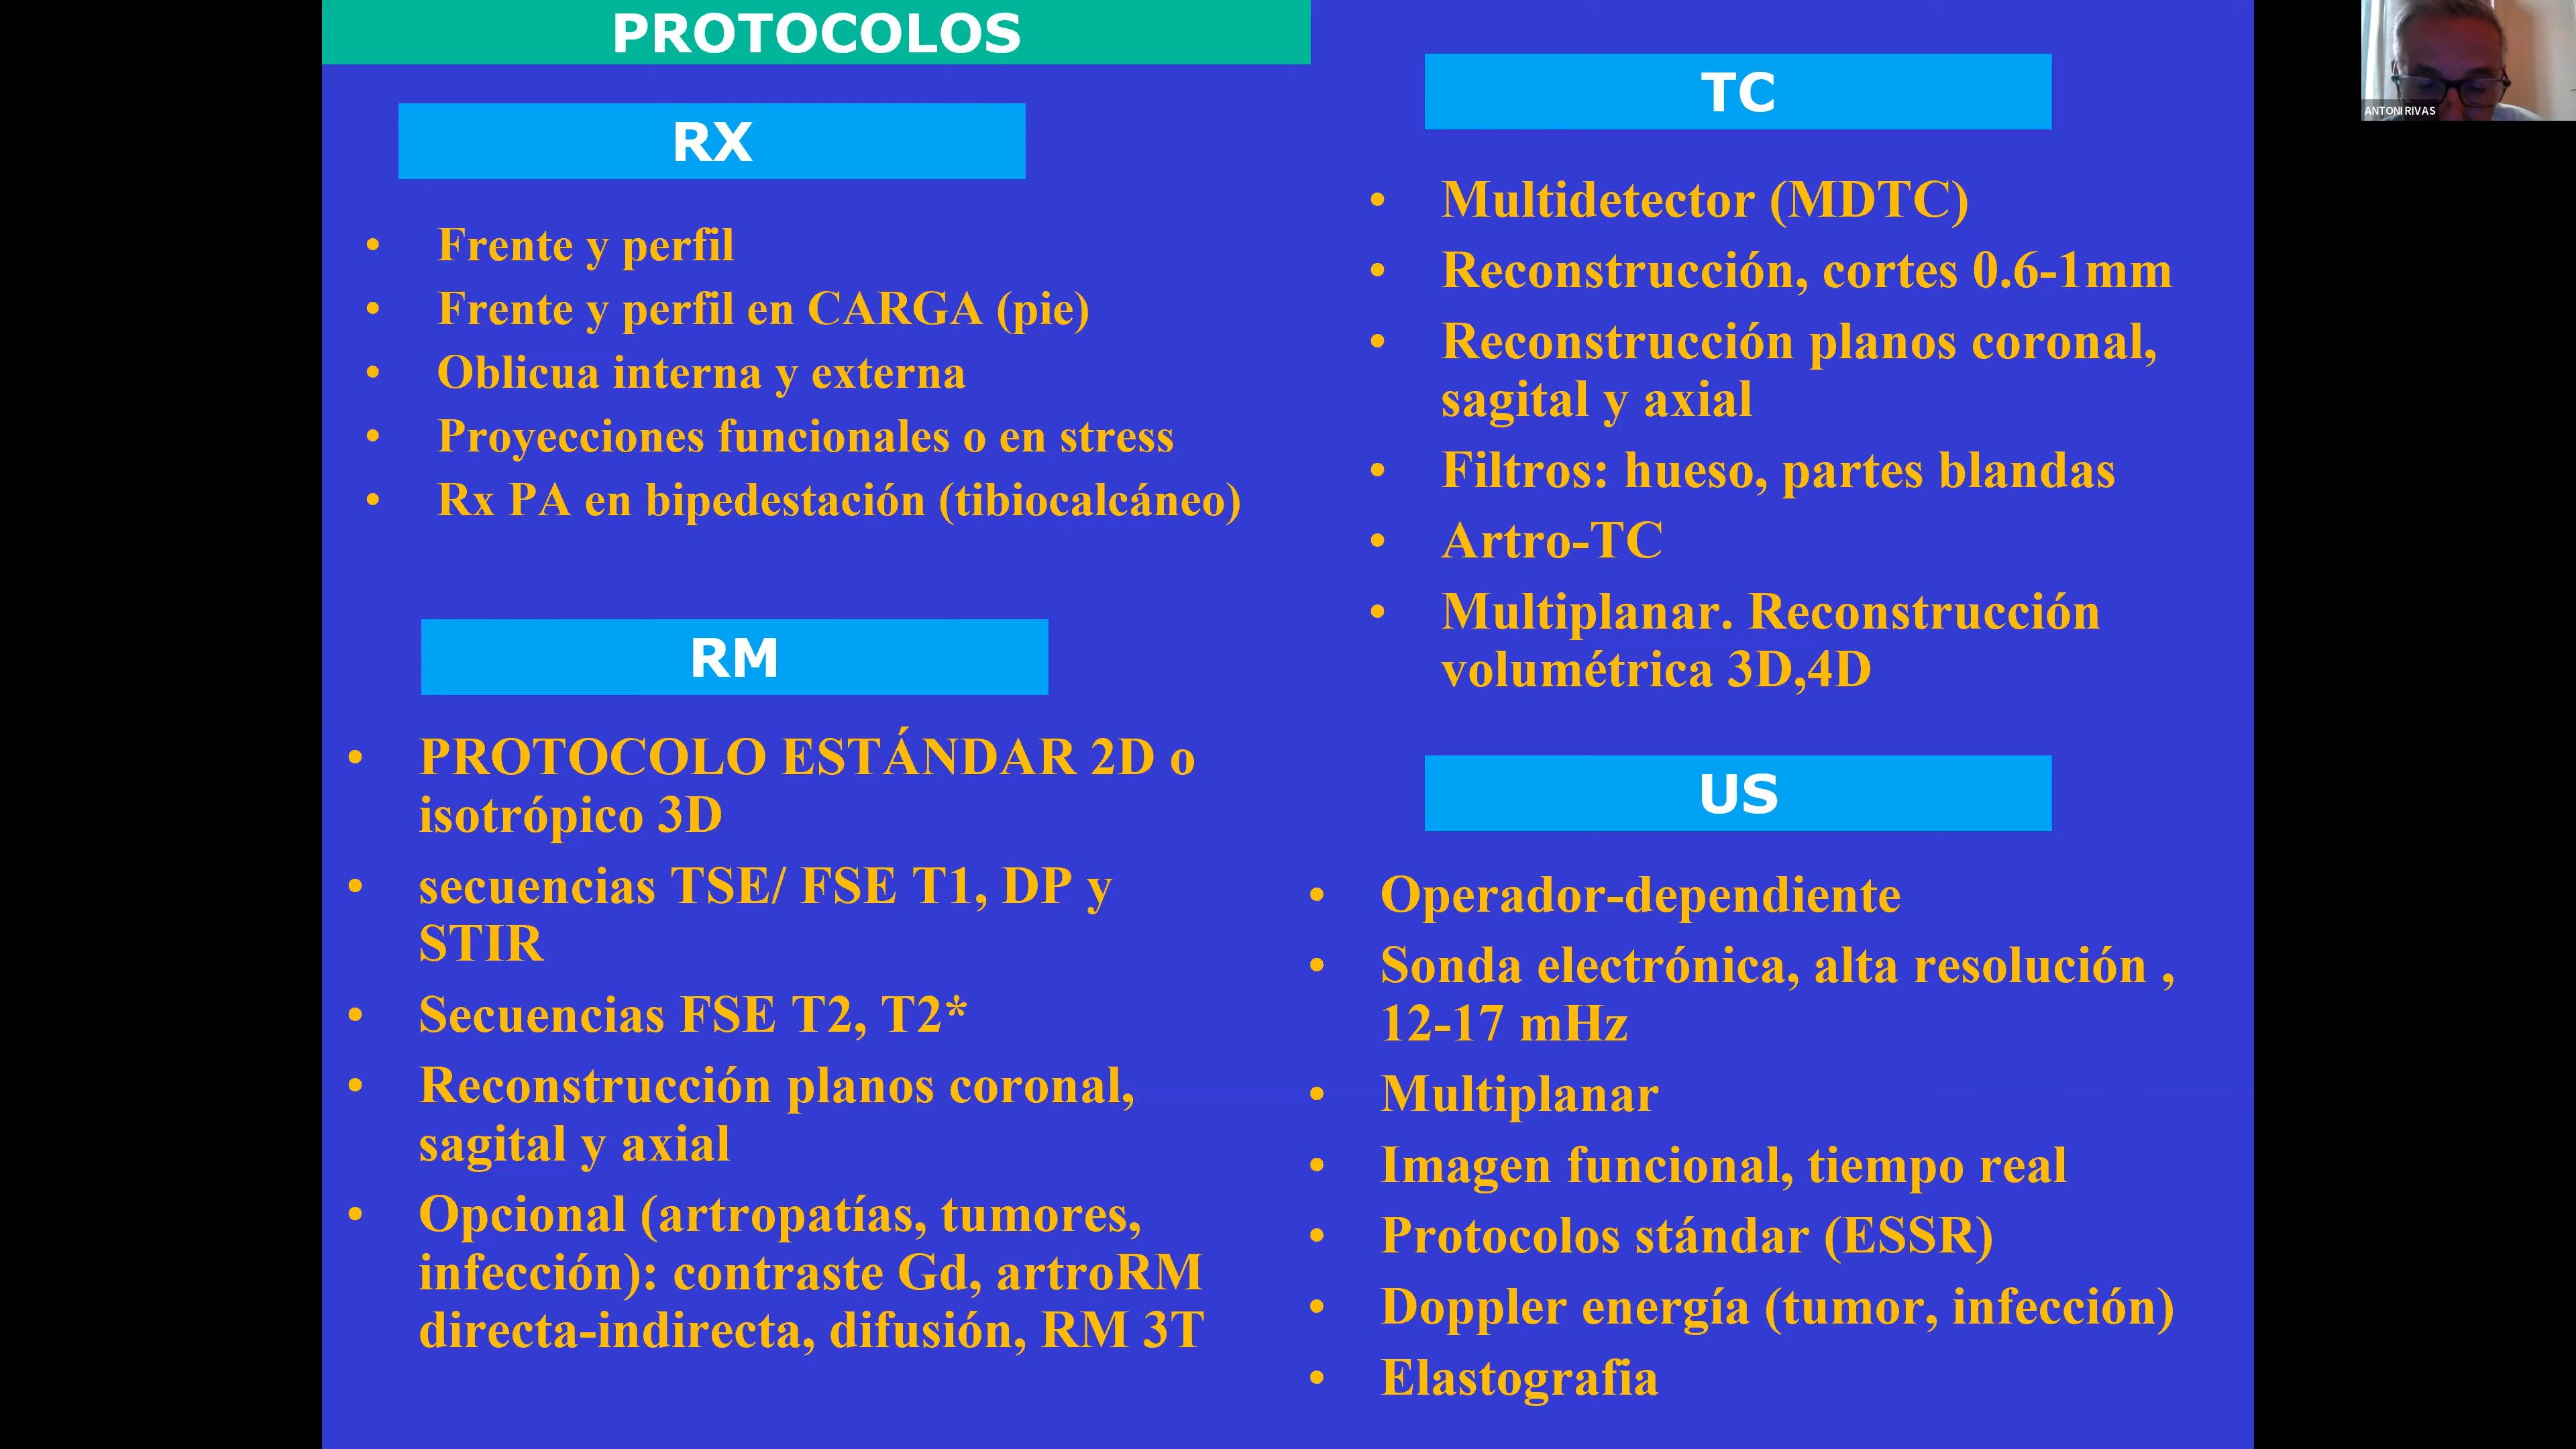 PROTOCOLOS
RX
• Frente y perfil
• Frente y perfil en CARGA (pie)
• Oblicua interna y externa
• Proyecciones funcionales o en stress
• Rx PA en bipedestación (tibiocalcáneo)
RM
• PROTOCOLO ESTÁNDAR 2D o
isotrópico 3D
• secuencias TSE/ FSE T1, DP y
STIR
• Secuencias FSE T2, T2*
• Reconstrucción planos coronal,
sagital y axial
• Opcional (artropatías, tumores,
infección): contraste Gd, artroRM
directa-indirecta, difusión, RM 3T
TC
• Multidetector (MDTC)
• Reconstrucción, cortes 0.6-1mm
• Reconstrucción planos coronal,
sagital y axial
• Filtros: hueso, partes blandas
• Artro-TC
• Multiplanar. Reconstrucción
volumétrica 3D,4D
US
• Operador-dependiente
• Sonda electrónica, alta resolución ,
12-17 mHz
• Multiplanar
• Imagen funcional, tiempo real
• Protocolos stándar (ESSR)
• Doppler energía (tumor, infección)
• Elastografia
ANTONI RIVAS